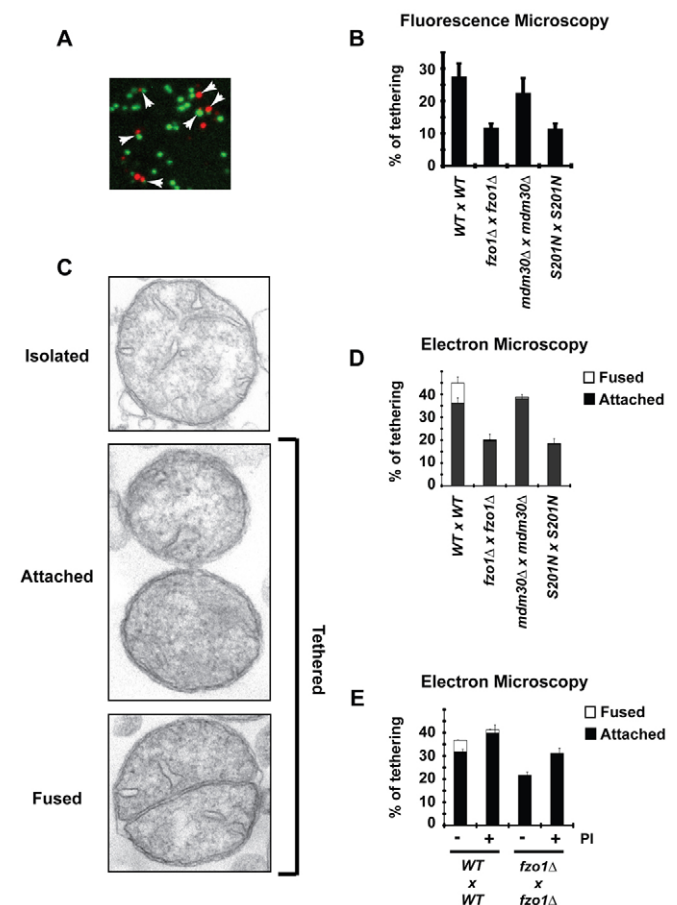 A
B
Fluorescence Microscopy
% of tethering
30
20
10
0
WT x WT
fzo1Δ x fzo1Δ
mdm30Δ x mdm30Δ
S201N x S201N
C
Isolated
Attached
Fused
Tethered
D
Electron Microscopy
% of tethering
40
30
20
10
0
Fused
Attached
WT x WT
fzo1Δ x fzo1Δ
mdm30Δ x mdm30Δ
S201N x S201N
E
Electron Microscopy
% of tethering
50
40
30
20
10
0
Fused
Attached
- + - + PI
WT x WT
fzo1Δ x fzo1Δ